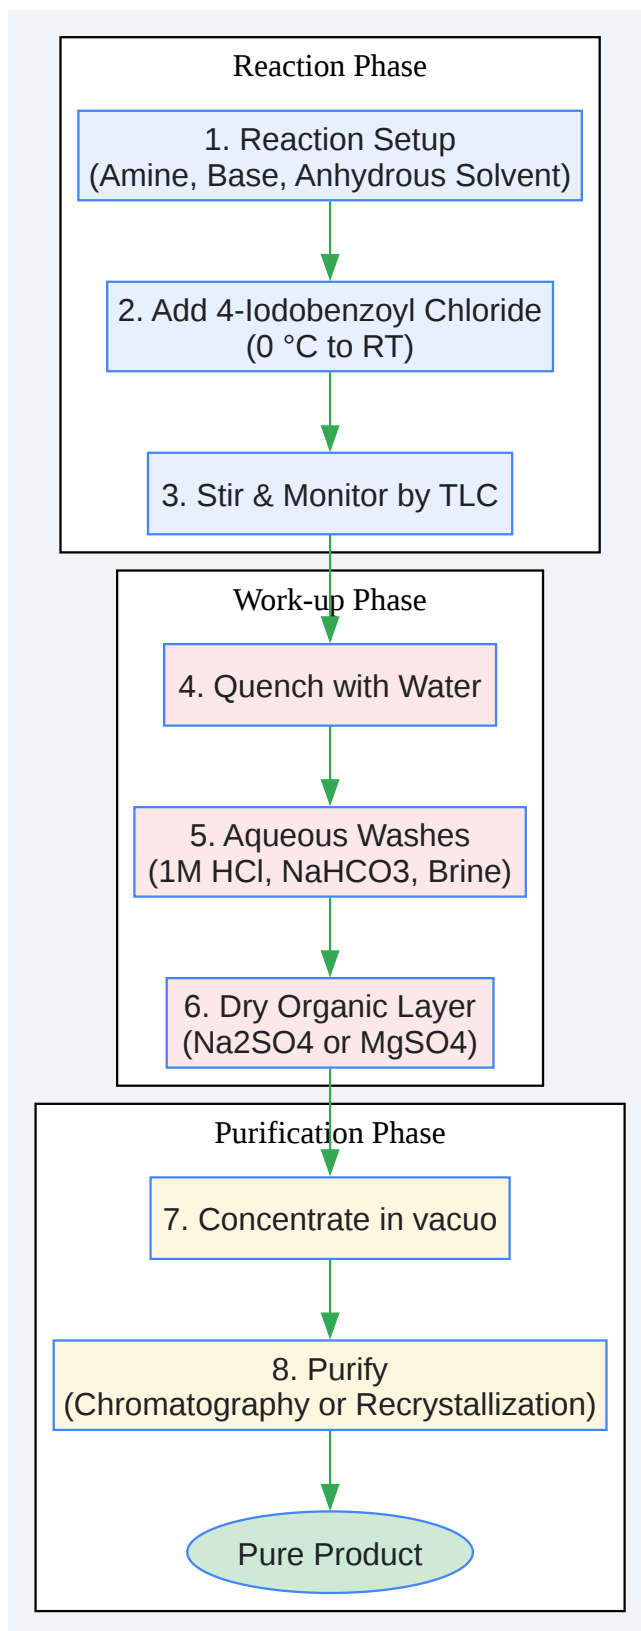 Reaction Phase
1. Reaction Setup
(Amine, Base, Anhydrous Solvent)
2. Add 4-Iodobenzoyl Chloride
(0 °C to RT)
3. Stir & Monitor by TLC
Work-up Phase
4. Quench with Water
5. Aqueous Washes
(1M HCl, NaHCO3, Brine)
6. Dry Organic Layer
(Na2SO4 or MgSO4)
Purification Phase
7. Concentrate in vacuo
8. Purify
(Chromatography or Recrystallization)
Pure Product